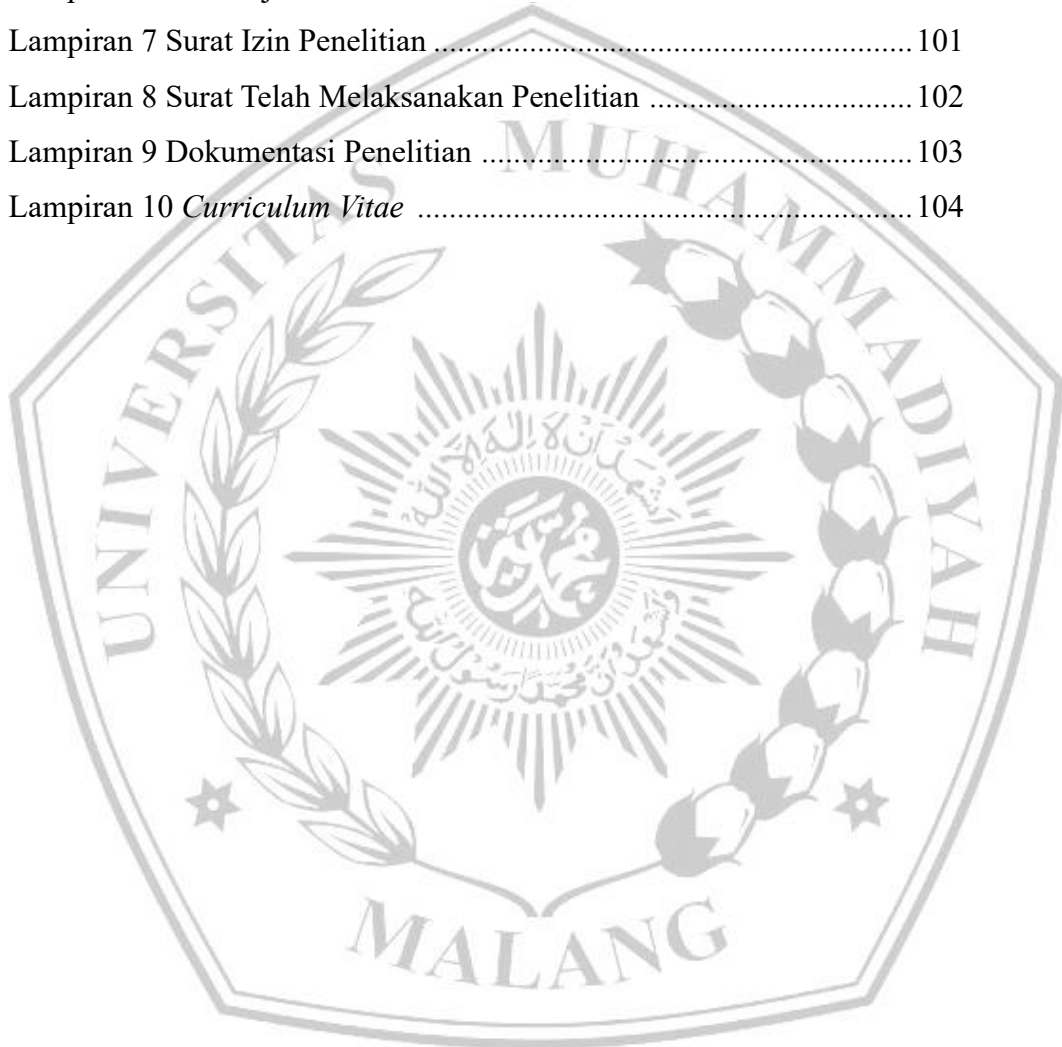 Lampiran 7 Surat Izin Penelitian ............................................................. 101
Lampiran 8 Surat Telah Melaksanakan Penelitian ................................. 102
Lampiran 9 Dokumentasi Penelitian ....................................................... 103
Lampiran 10 Curriculum Vitae ............................................................... 104
UNIVERSITAS MUHAMMADIYAH
MALANG